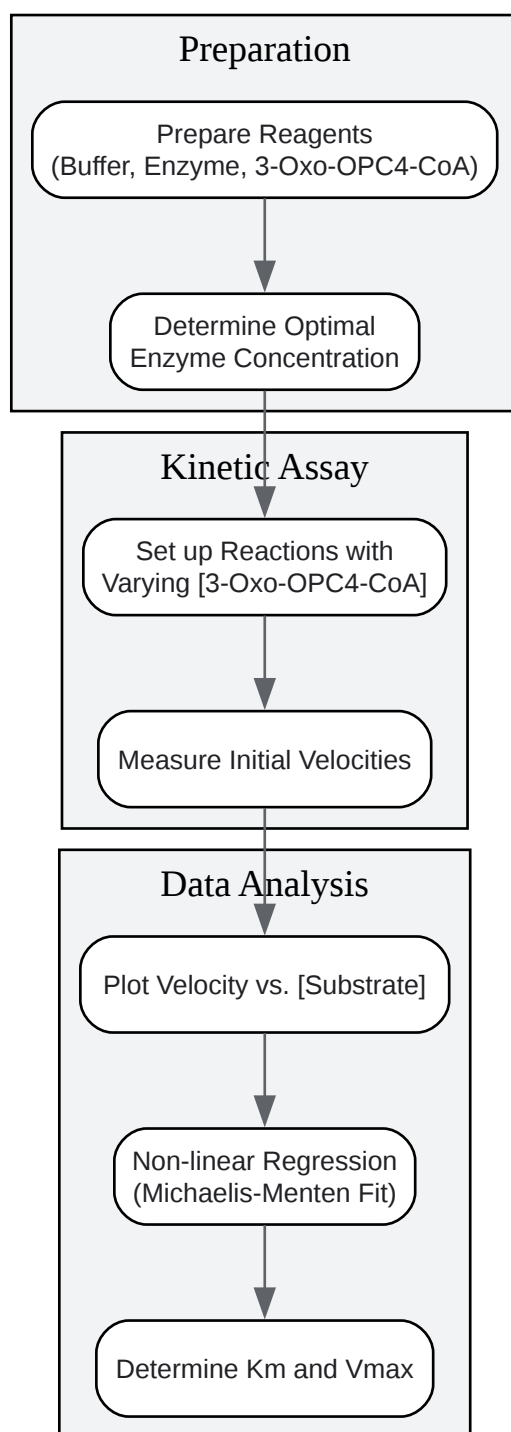 Preparation
Prepare Reagents
(Buffer, Enzyme, 3-Oxo-OPC4-CoA)
Determine Optimal
Enzyme Concentration
Kinetic Assay
Set up Reactions with
Varying [3-Oxo-OPC4-CoA]
Measure Initial Velocities
Data Analysis
Plot Velocity vs. [Substrate]
Non-linear Regression
(Michaelis-Menten Fit)
Determine Km and Vmax